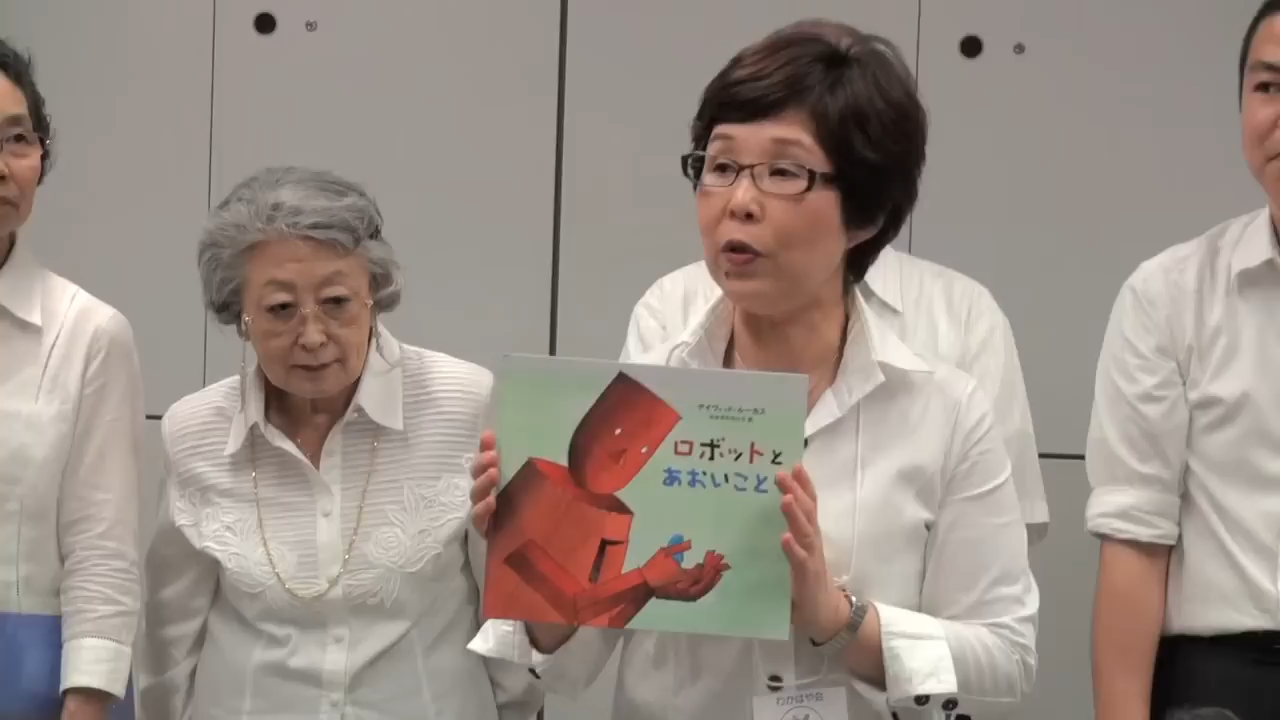 デイヴィッド・ルーカス
ロボットと
あおいことり
わかばや会